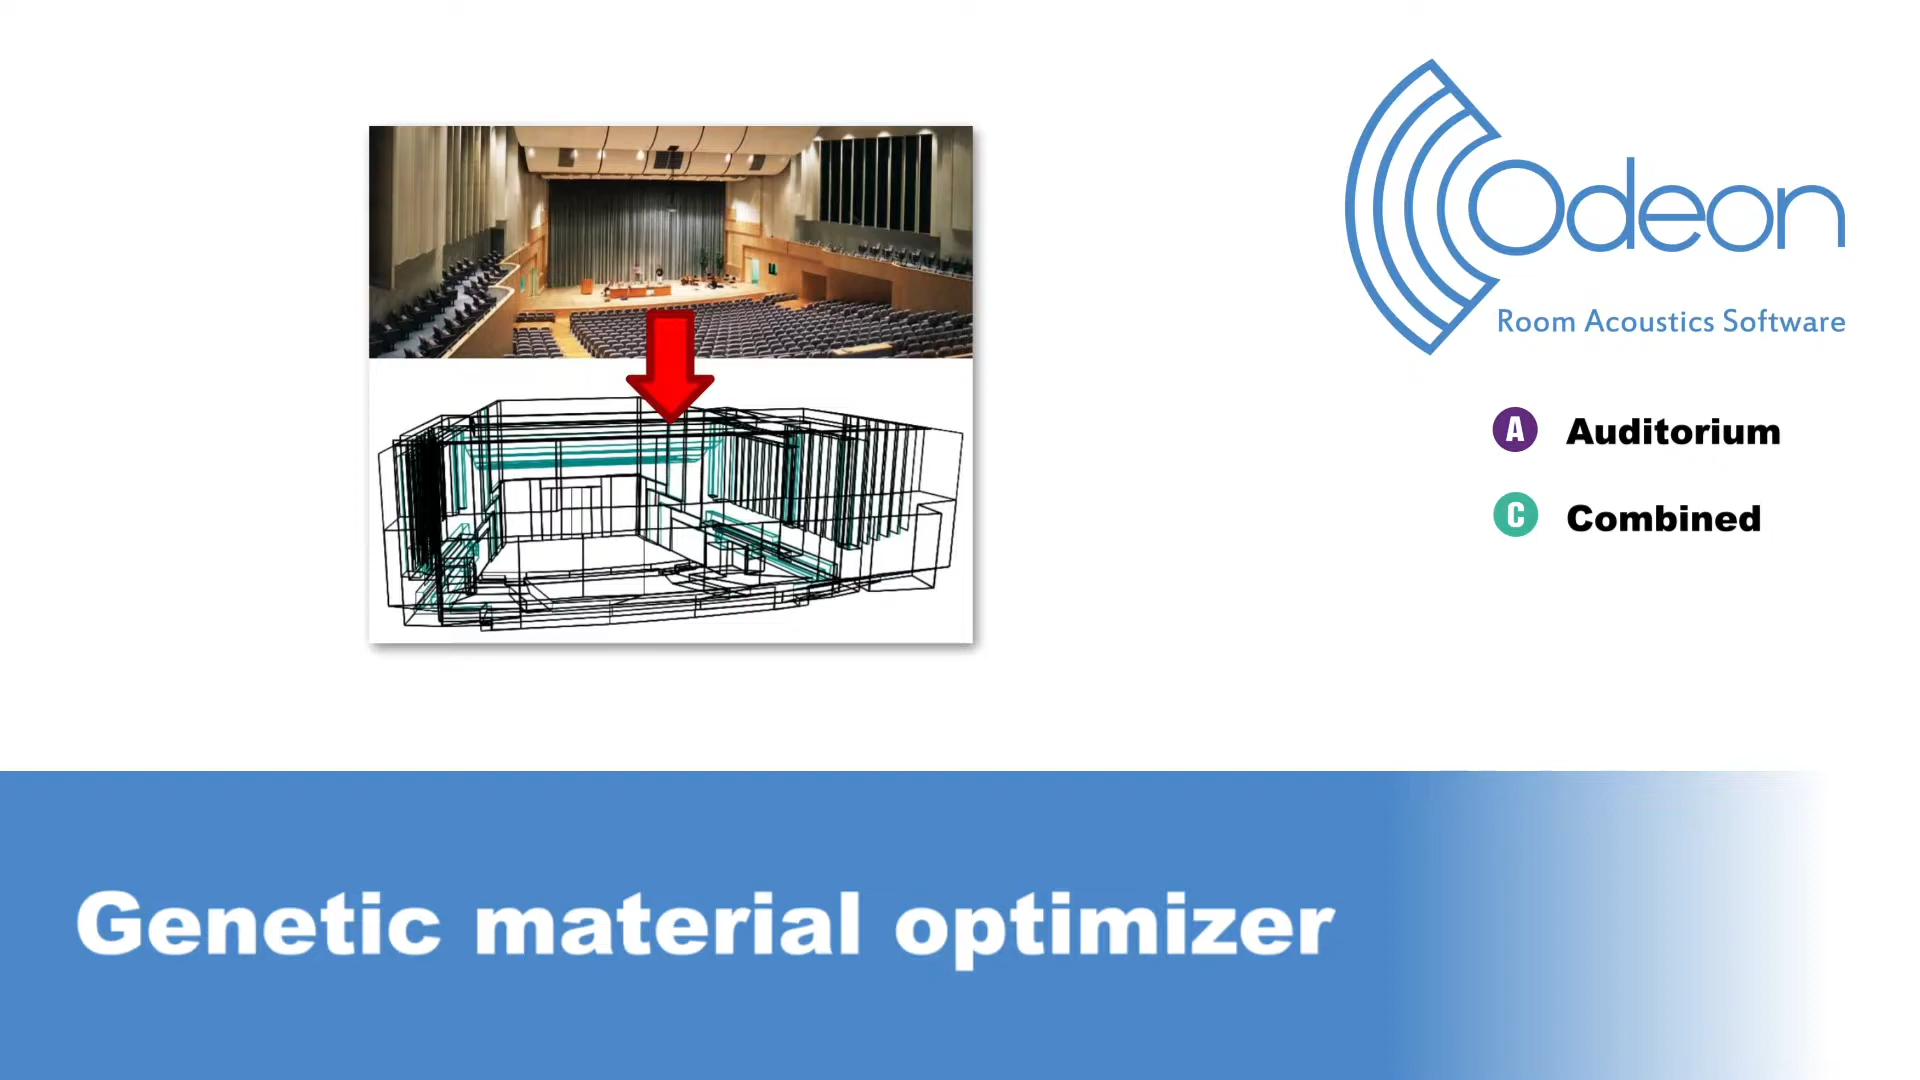 Odeon
Room Acoustics Software
A Auditorium
C Combined
Genetic material optimizer